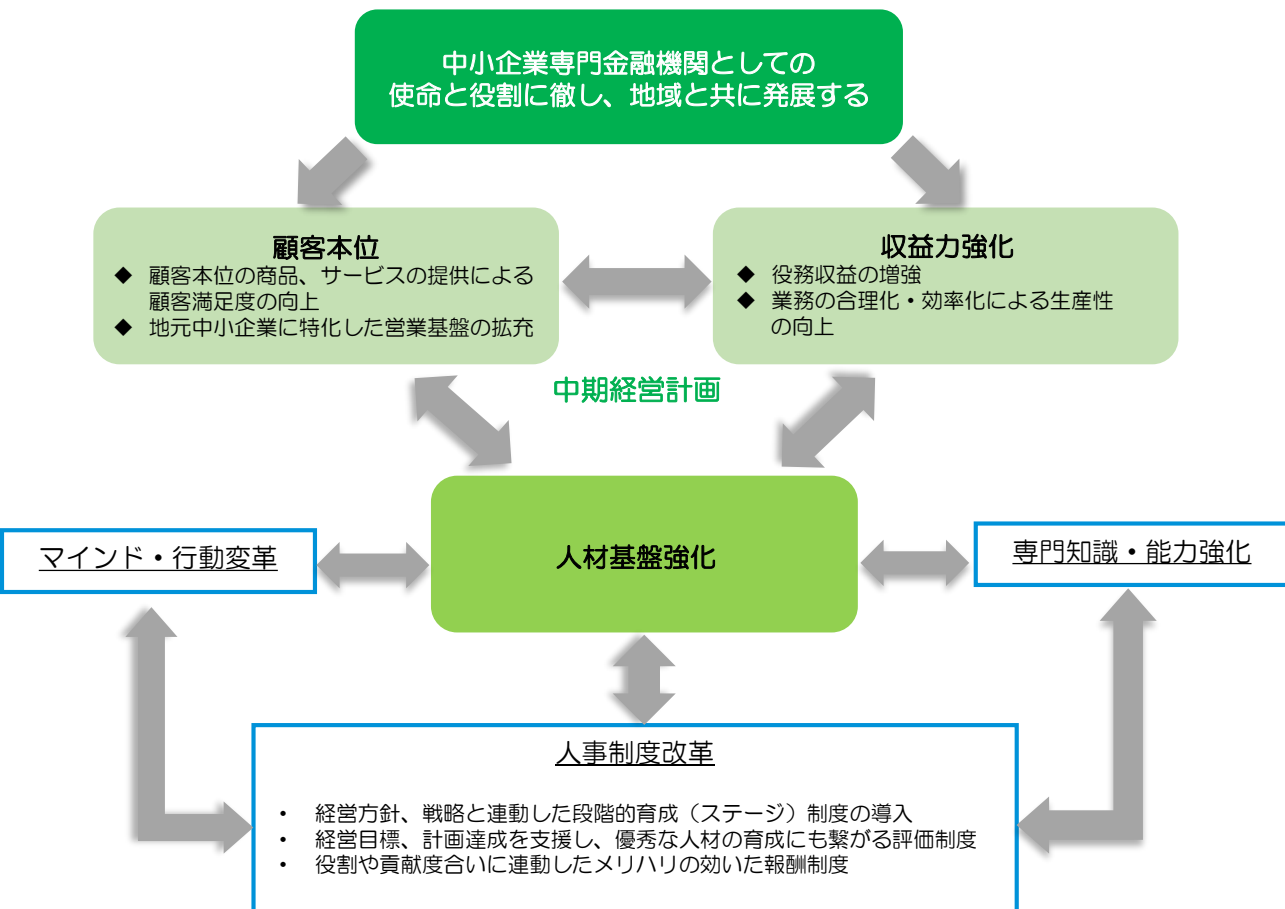 中小企業専門金融機関としての
使命と役割に徹し、地域と共に発展する
顧客本位
◆ 顧客本位の商品、サービスの提供による
顧客満足度の向上
◆ 地元中小企業に特化した営業基盤の拡充
収益力強化
◆ 役務収益の増強
◆ 業務の合理化・効率化による生産性
の向上
中期経営計画
人材基盤強化
マインド・行動変革
専門知識・能力強化
人事制度改革
・ 経営方針、戦略と連動した段階的育成（ステージ）制度の導入
・ 経営目標、計画達成を支援し、優秀な人材の育成にも繋がる評価制度
・ 役割や貢献度合いに連動したメリハリの効いた報酬制度